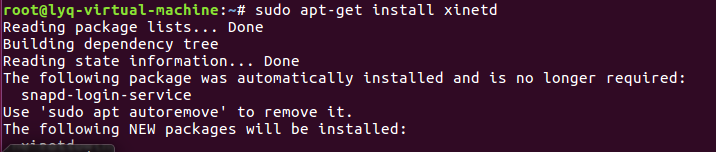 root@lyq-virtual-machine:~# sudo apt-get install xinetd
Reading package lists... Done
Building dependency tree
Reading state information... Done
The following package was automatically installed and is no longer required:
  snapd-login-service
Use 'sudo apt autoremove' to remove it.
The following NEW packages will be installed:
  xinetd